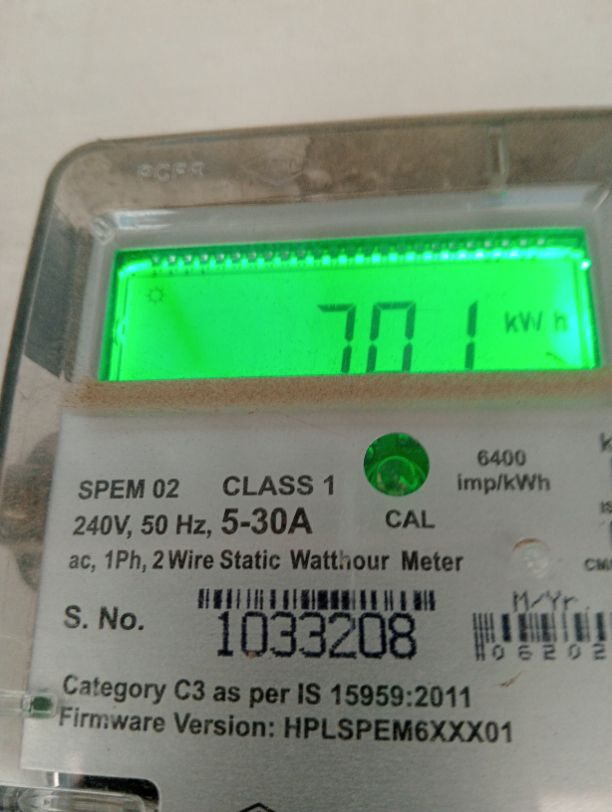 701 kW h
6400
imp/kWh
SPEM 02 CLASS 1
240V, 50 Hz, 5-30A
CAL
ac, 1Ph, 2 Wire Static Watthour Meter
S. No.
1033208
M/Yr.
Category C3 as per IS 15959:2011
Firmware Version: HPLSPEM6XXX01